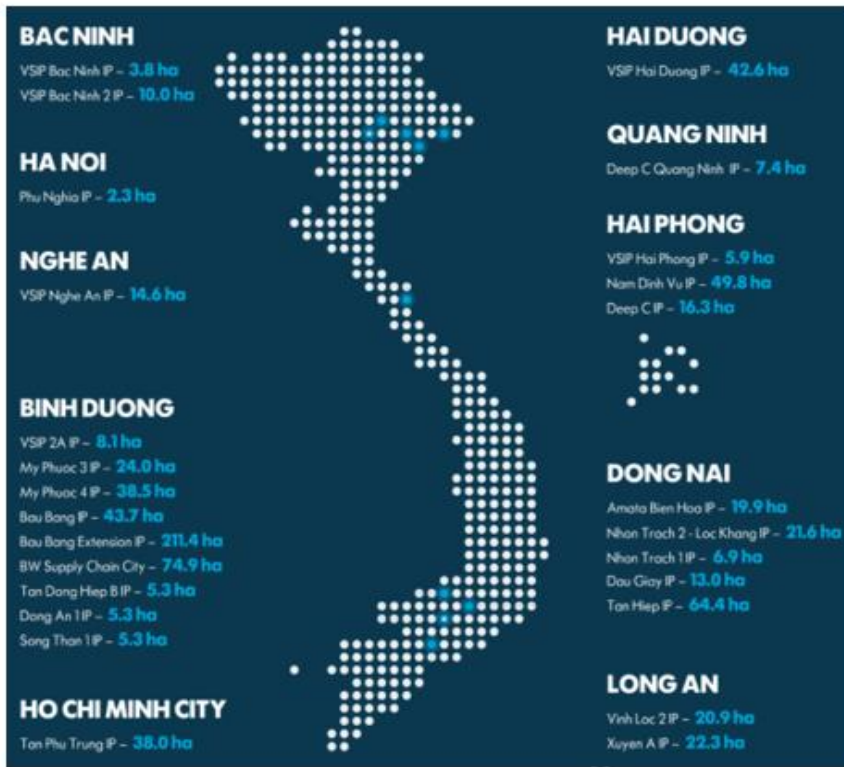 BAC NINH
VSIP Bac Ninh IP – 3.8 ha
VSIP Bac Ninh 2 IP – 10.0 ha
HA NOI
Phu Nghia IP – 2.3 ha
NGHE AN
VSIP Nghe An IP – 14.6 ha
BINH DUONG
VSIP 2A IP – 8.1 ha
My Phuoc 3 IP – 24.0 ha
My Phuoc 4 IP – 38.5 ha
Bau Bang IP – 43.7 ha
Bau Bang Extension IP – 211.4 ha
BW Supply Chain City – 74.9 ha
Tan Dong Hiep B IP – 5.3 ha
Dong An 1 IP – 5.3 ha
Song Than 1 IP – 5.3 ha
HO CHI MINH CITY
Tan Phu Trung IP – 38.0 ha
HAI DUONG
VSIP Hai Duong IP – 42.6 ha
QUANG NINH
Deep C Quang Ninh IP – 7.4 ha
HAI PHONG
VSIP Hai Phong IP – 5.9 ha
Nam Dinh Vu IP – 49.8 ha
Deep C IP – 16.3 ha
DONG NAI
Amata Bien Hoa IP – 19.9 ha
Nhon Trach 2 - Loc Khang IP – 21.6 ha
Nhon Trach 1 IP – 6.9 ha
Dau Giay IP – 13.0 ha
Tan Hiep IP – 64.4 ha
LONG AN
Vinh Loc 2 IP – 20.9 ha
Xuyen A IP – 22.3 ha